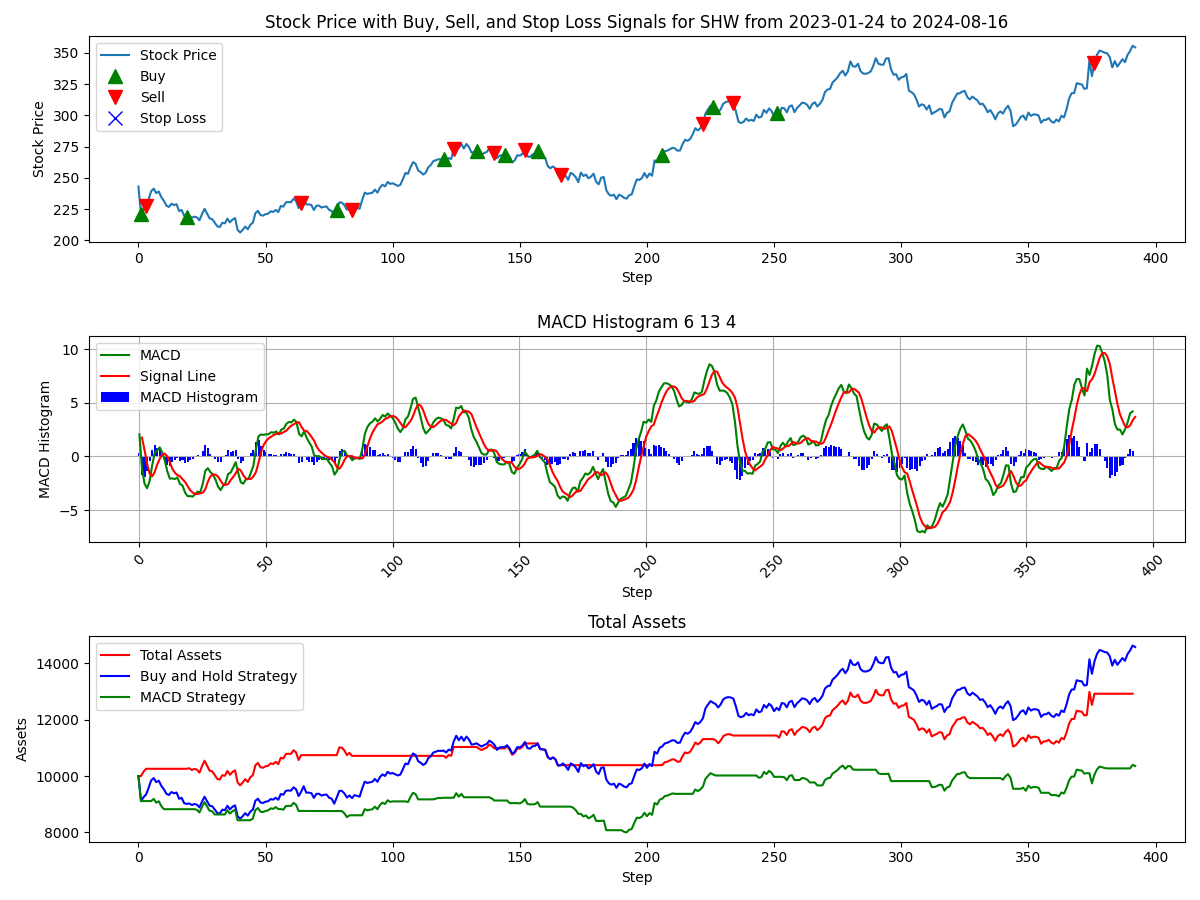 Stock Price with Buy, Sell, and Stop Loss Signals for SHW from 2023-01-24 to 2024-08-16
Stock Price
350
325
300
275
250
225
200
Stock Price
Buy
Sell
Stop Loss
0 50 100 150 200 250 300 350 400
Step
MACD Histogram 6 13 4
MACD Histogram
10
5
0
−5
MACD
Signal Line
MACD Histogram
0 50 100 150 200 250 300 350 400
Step
Total Assets
Assets
14000
12000
10000
8000
Total Assets
Buy and Hold Strategy
MACD Strategy
0 50 100 150 200 250 300 350 400
Step